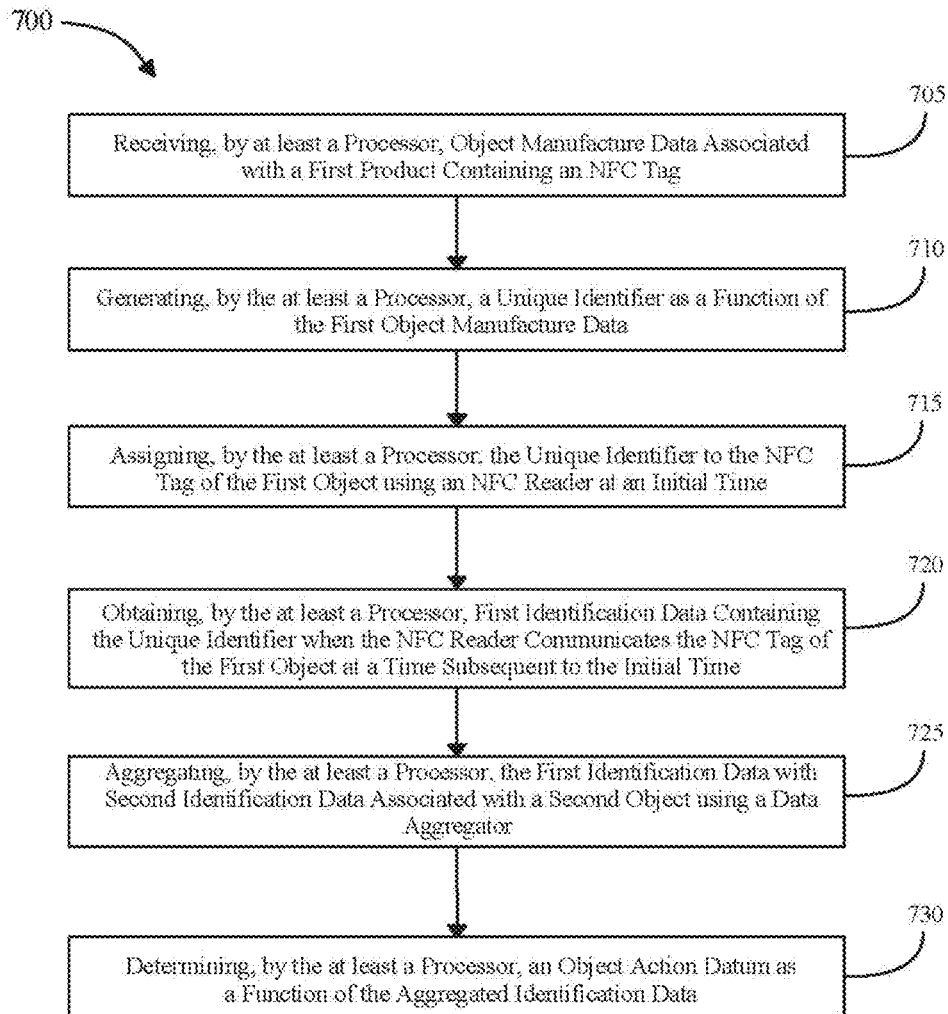 700
705
Receiving, by at least a Processor, Object Manufacture Data Associated
with a First Product Containing an NFC Tag
710
Generating, by the at least a Processor, a Unique Identifier as a Function of
the First Object Manufacture Data
715
Assigning, by the at least a Processor, the Unique Identifier to the NFC
Tag of the First Object using an NFC Reader at an Initial Time
720
Obtaining, by the at least a Processor, First Identification Data Containing
the Unique Identifier when the NFC Reader Communicates the NFC Tag of
the First Object at a Time Subsequent to the Initial Time
725
Aggregating, by the at least a Processor, the First Identification Data with
Second Identification Data Associated with a Second Object using a Data
Aggregator
730
Determining, by the at least a Processor, an Object Action Datum as
a Function of the Aggregated Identification Data